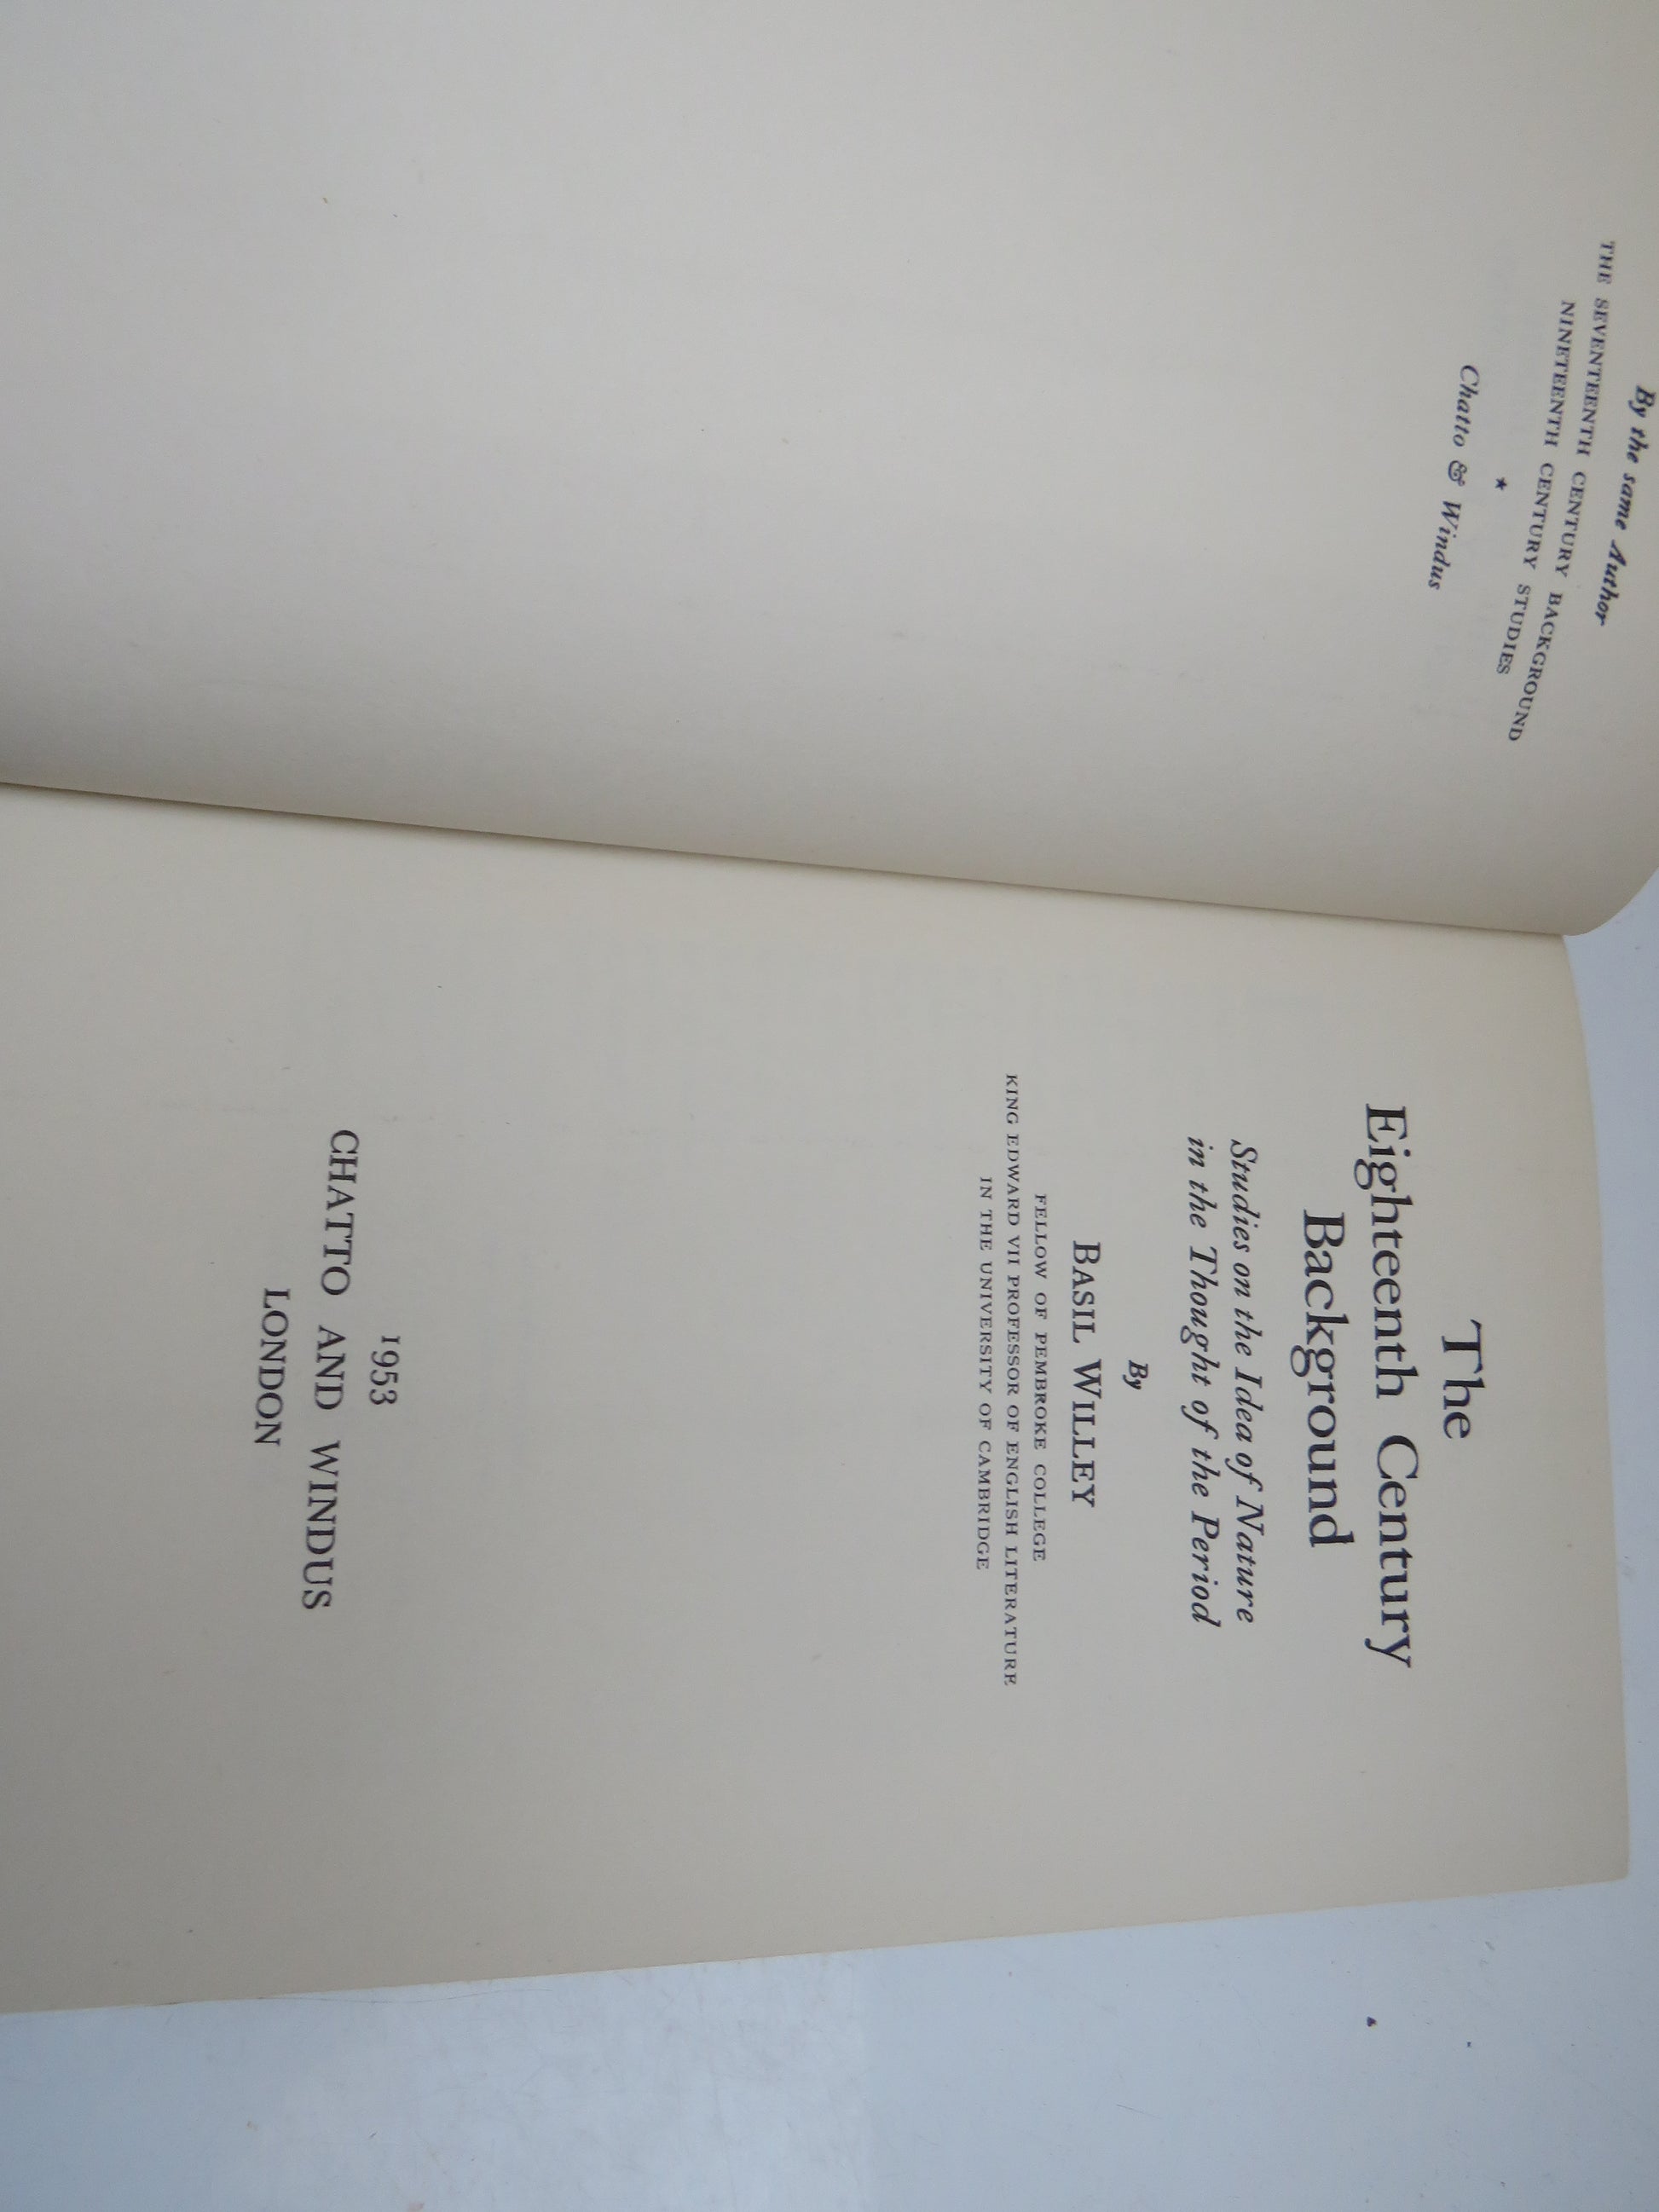 By the same Author
THE SEVENTEENTH CENTURY BACKGROUND
NINETEENTH CENTURY STUDIES
★
Chatto & Windus
The
Eighteenth Century
Background
Studies on the Idea of Nature
in the Thought of the Period
By
BASIL WILLEY
FELLOW OF PEMBROKE COLLEGE
KING EDWARD VII PROFESSOR OF ENGLISH LITERATURE
IN THE UNIVERSITY OF CAMBRIDGE
1953
CHATTO AND WINDUS
LONDON